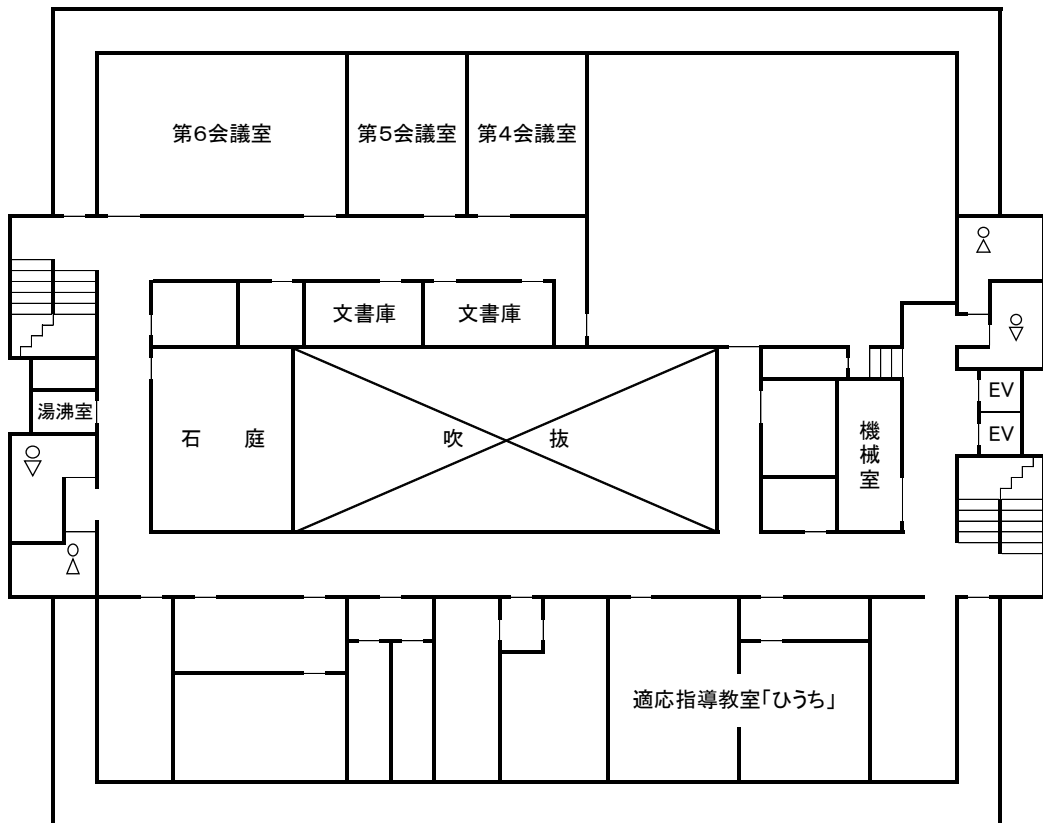 第6会議室
第5会議室
第4会議室
文書庫
文書庫
湯沸室
石　庭
吹　抜
機械室
EV
EV
適応指導教室「ひうち」